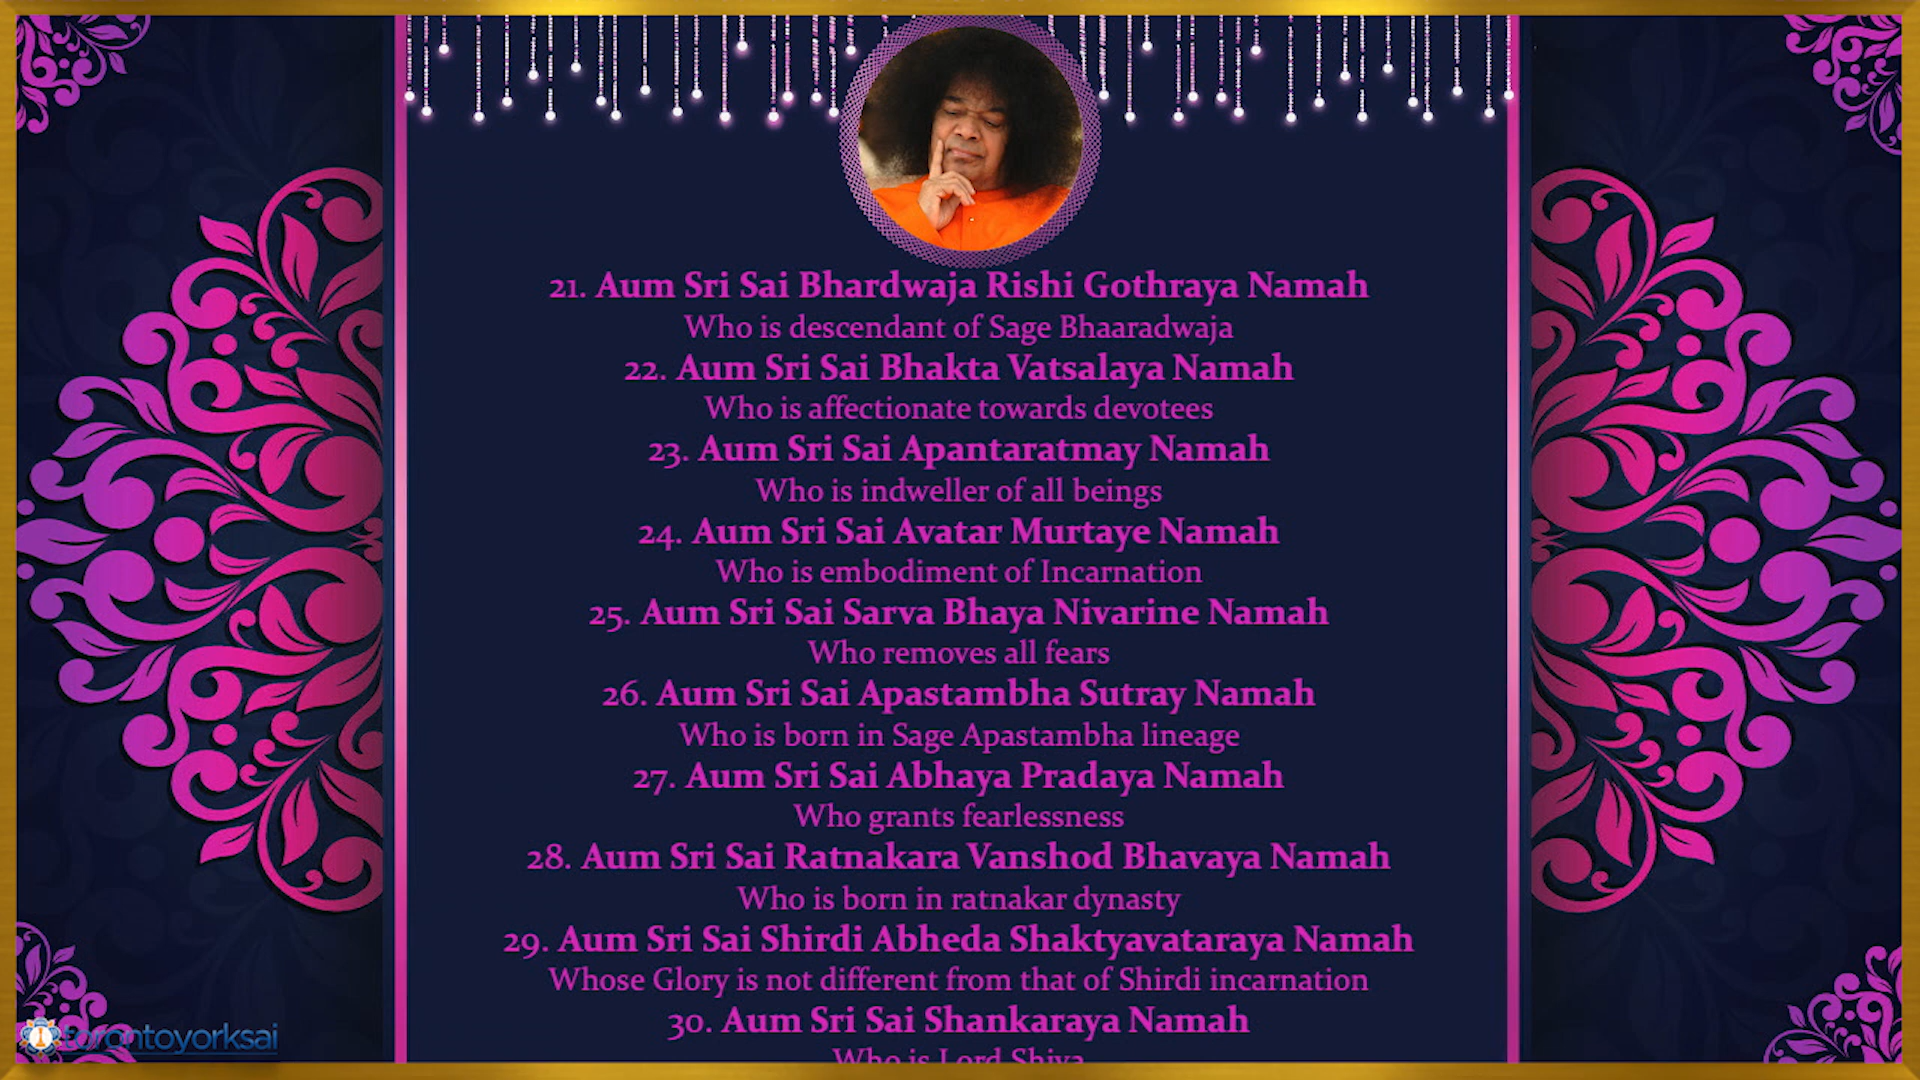 21. Aum Sri Sai Bhardwaja Rishi Gothraya Namah
Who is descendant of Sage Bhaaradwaja
22. Aum Sri Sai Bhakta Vatsalaya Namah
Who is affectionate towards devotees
23. Aum Sri Sai Apantaratmay Namah
Who is indweller of all beings
24. Aum Sri Sai Avatar Murtaye Namah
Who is embodiment of Incarnation
25. Aum Sri Sai Sarva Bhaya Nivarine Namah
Who removes all fears
26. Aum Sri Sai Apastambha Sutray Namah
Who is born in Sage Apastambha lineage
27. Aum Sri Sai Abhaya Pradaya Namah
Who grants fearlessness
28. Aum Sri Sai Ratnakara Vanshod Bhavaya Namah
Who is born in ratnakar dynasty
29. Aum Sri Sai Shirdi Abheda Shaktyavataraya Namah
Whose Glory is not different from that of Shirdi incarnation
30. Aum Sri Sai Shankaraya Namah
Who is Lord Shiva
torontoyorksai